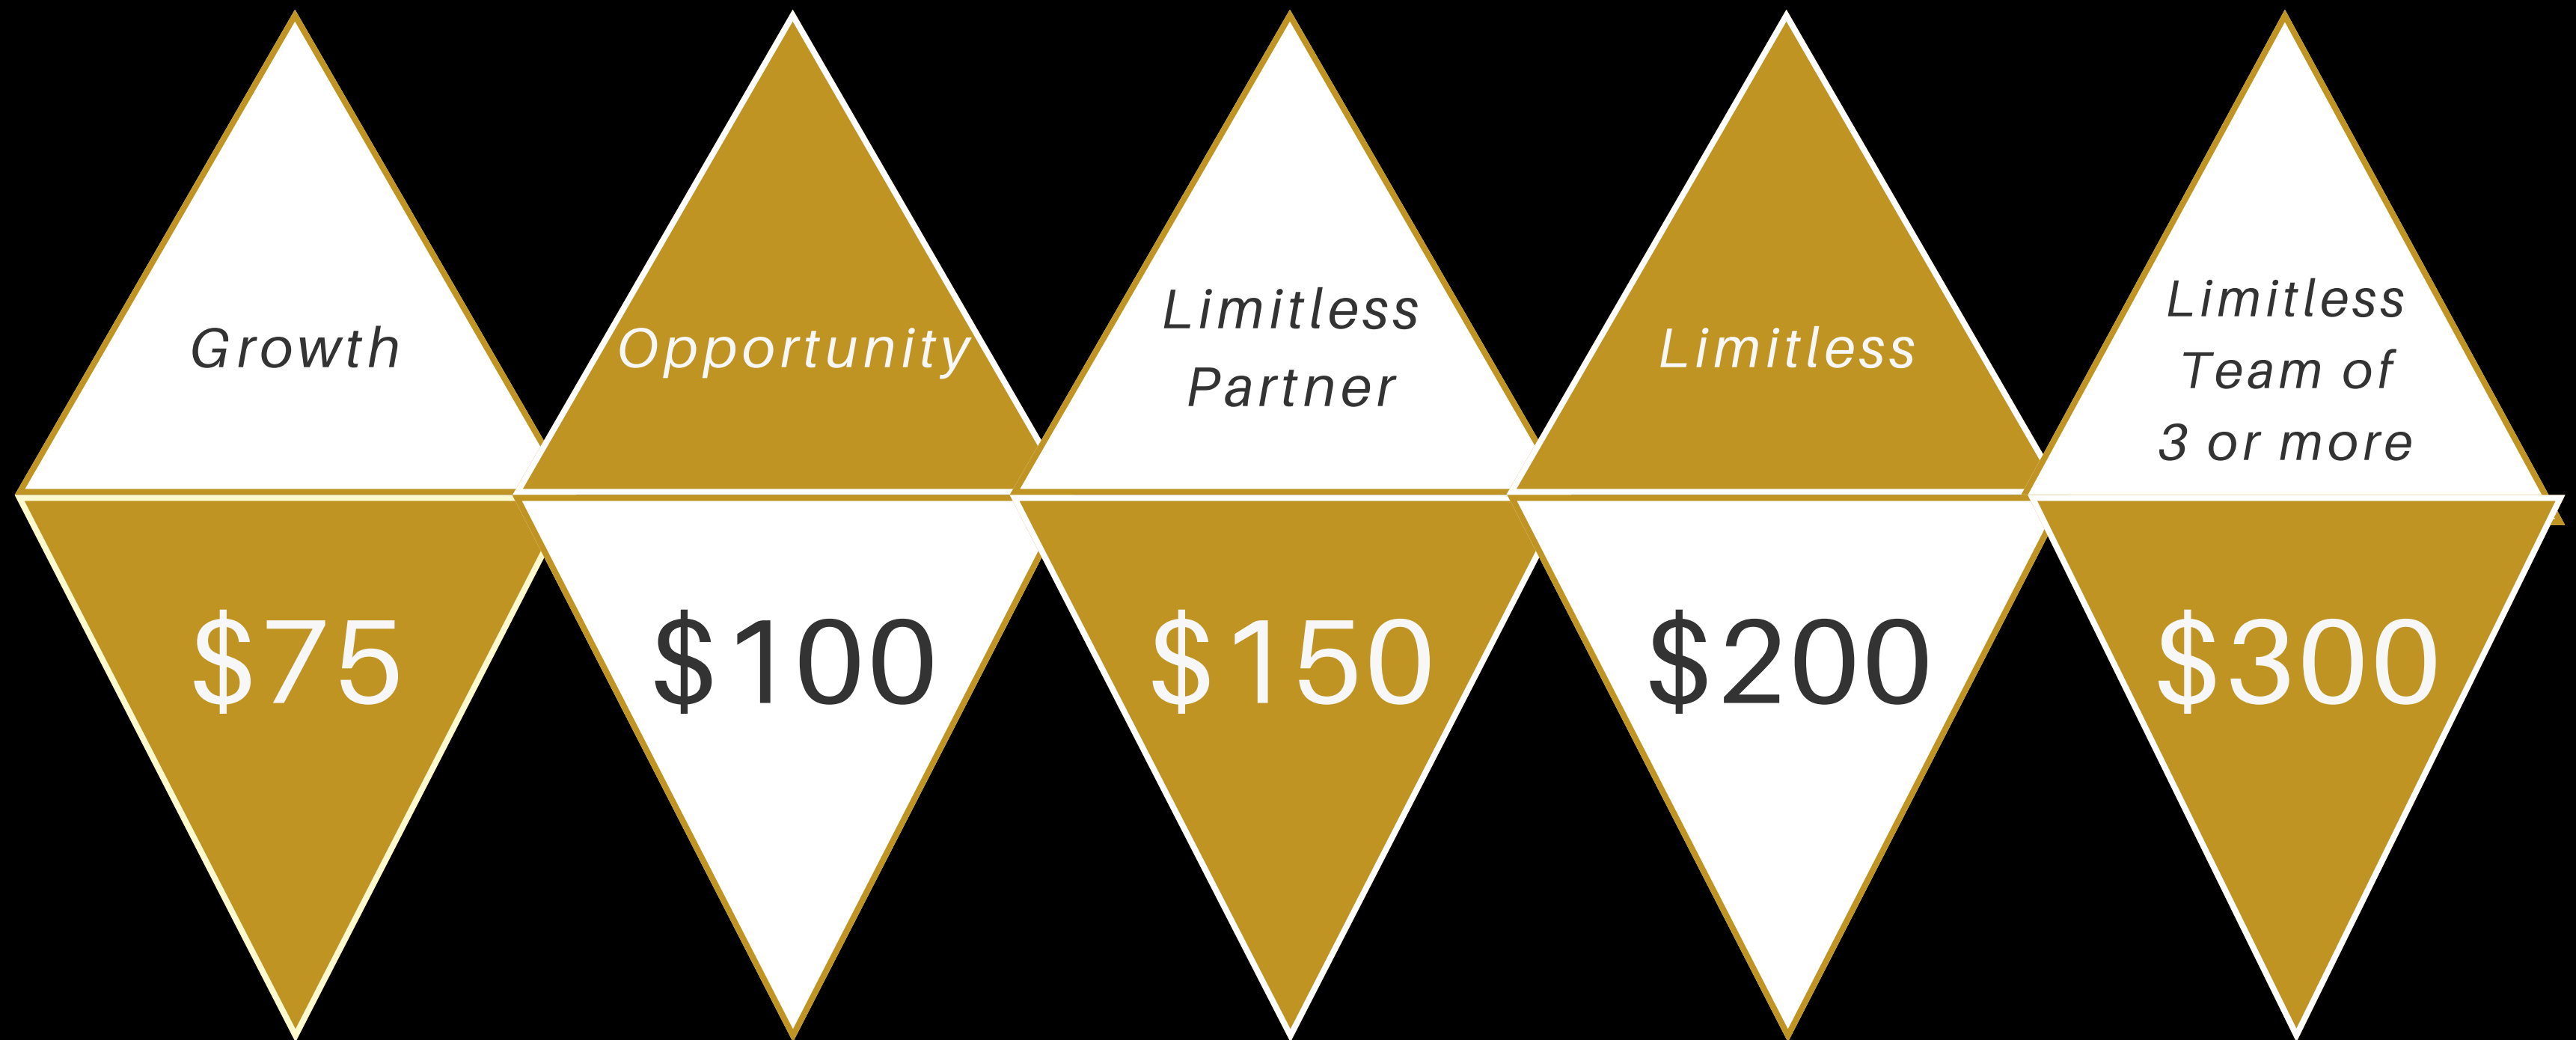 Growth
$75
Opportunity
$100
Limitless
Partner
$150
Limitless
$200
Limitless
Team of
3 or more
$300